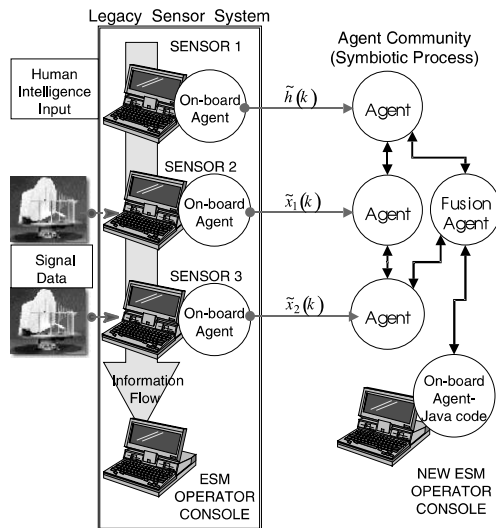 Legacy Sensor System
SENSOR 1
Human
Intelligence
Input
On-board
Agent
h̃(k)
Agent Community
(Symbiotic Process)
Agent
SENSOR 2
On-board
Agent
x̃₁(k)
Agent
Fusion
Agent
Signal
Data
SENSOR 3
On-board
Agent
x̃₂(k)
Agent
Information
Flow
ESM
OPERATOR
CONSOLE
On-board
Agent-
Java code
NEW ESM
OPERATOR
CONSOLE